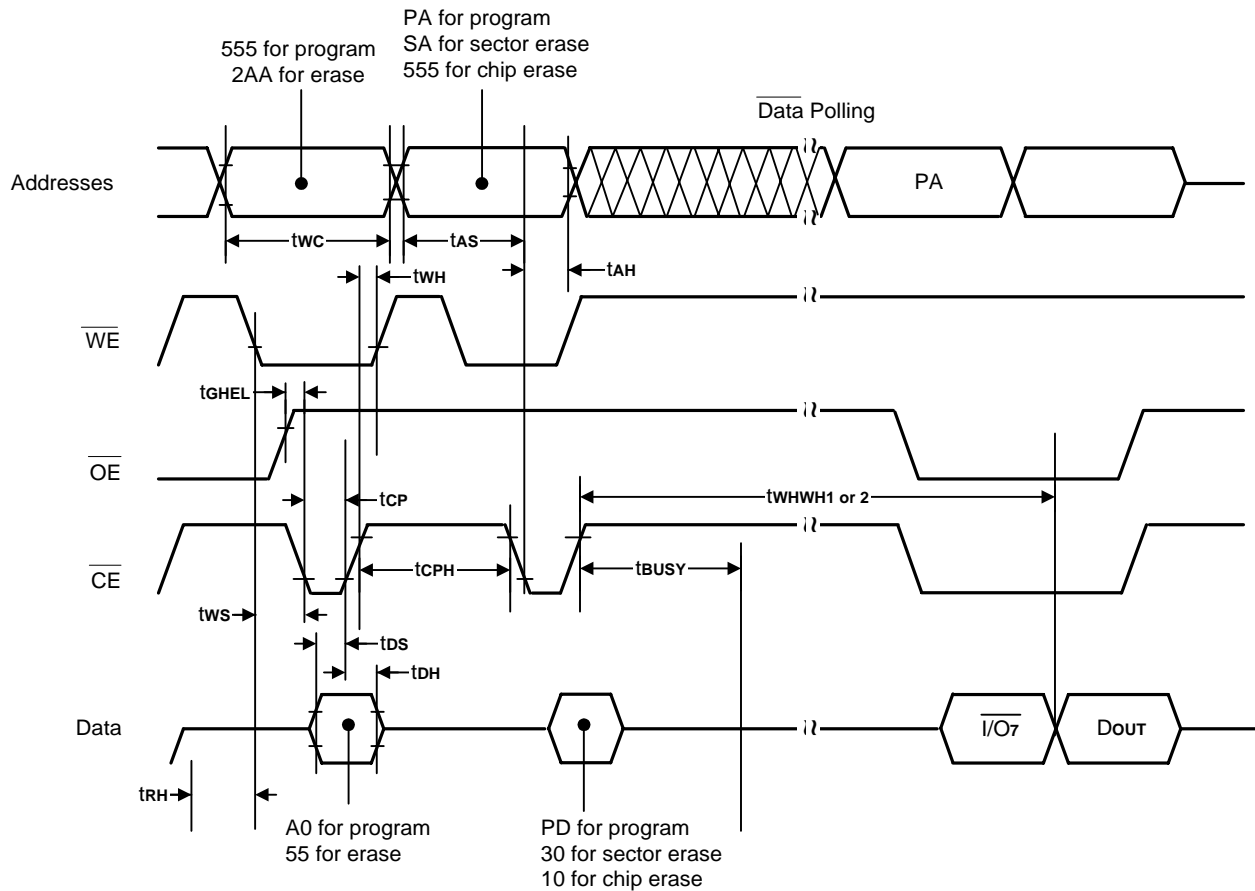 555 for program
2AA for erase
PA for program
SA for sector erase
555 for chip erase
Data Polling
Addresses
PA
tWC
tAS
tWH
tAH
WE
tGHEL
OE
tCP
tWHWH1 or 2
CE
tCPH
tBUSY
tWS
tDS
tDH
Data
I/O7
DOUT
tRH
A0 for program
55 for erase
PD for program
30 for sector erase
10 for chip erase